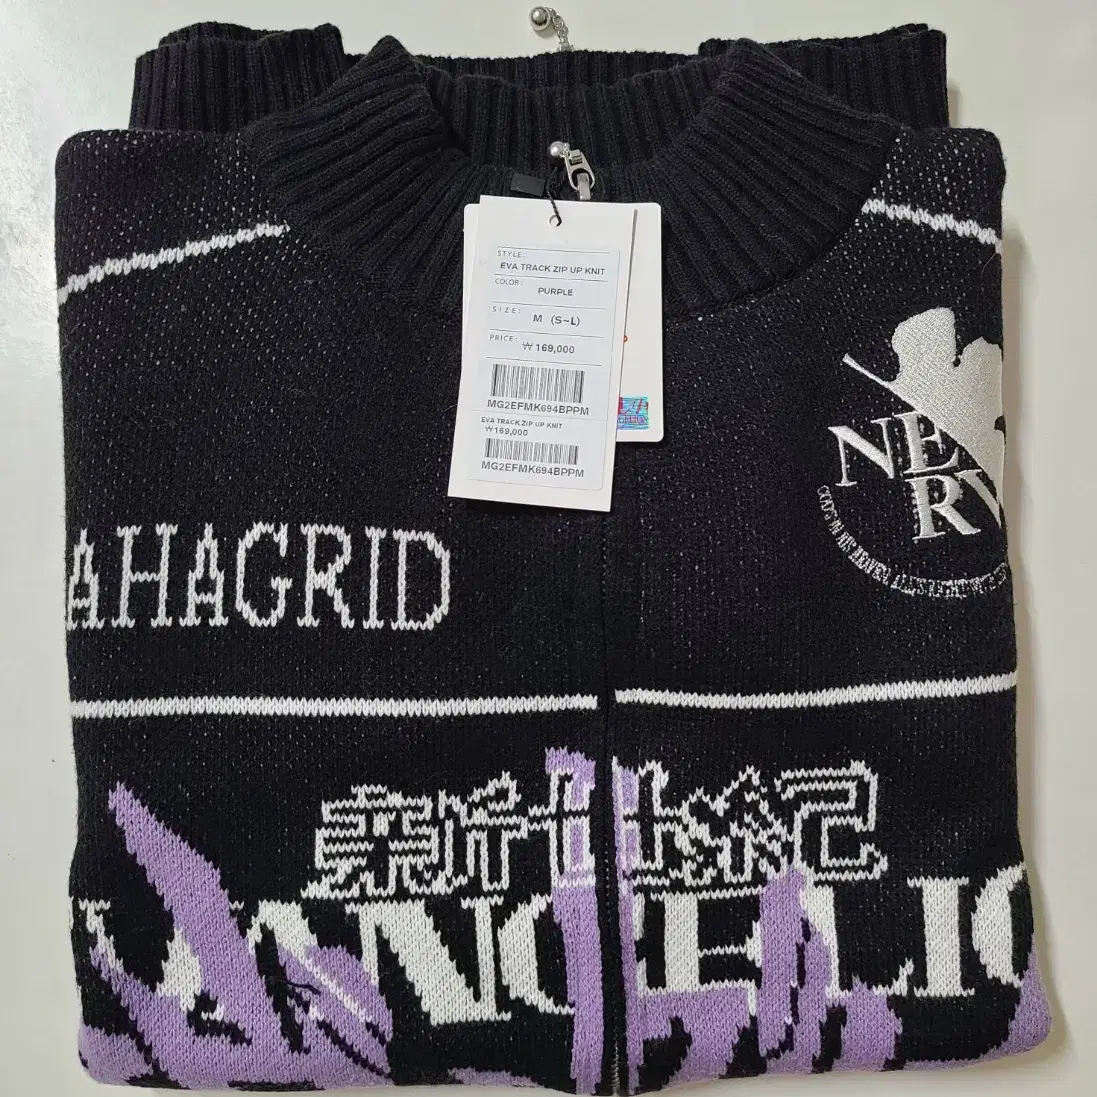 STYLE:
EVA TRACK ZIP UP KNIT
COLOR:
PURPLE
SIZE:
M (S~L)
PRICE:
₩ 169,000
MG2EFMK694BPPM
EVA TRACK ZIP UP KNIT
₩169,000
MG2EFMK694BPPM
NERV
AHAGRID
新世紀
VANGELIO